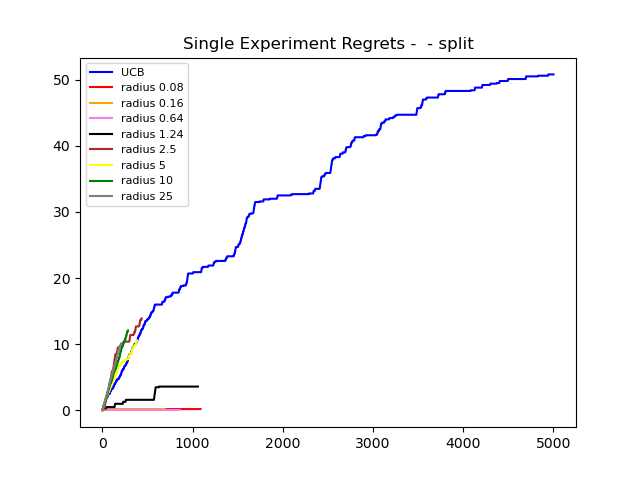 Single Experiment Regrets -  - split
UCB
radius 0.08
radius 0.16
radius 0.64
radius 1.24
radius 2.5
radius 5
radius 10
radius 25
50
40
30
20
10
0
0 1000 2000 3000 4000 5000